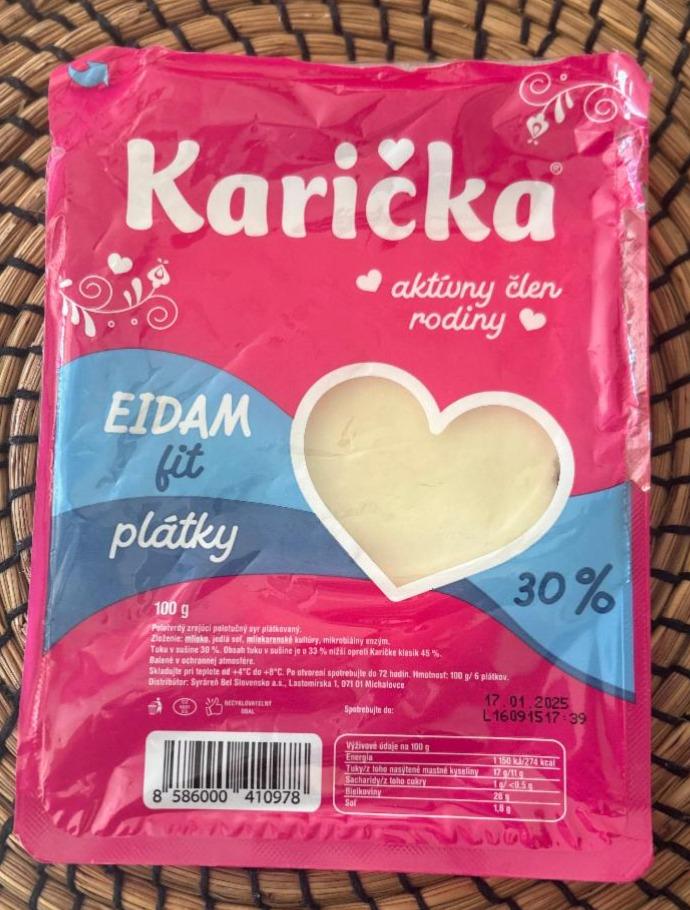 Karička®
aktívny člen
rodiny
EIDAM
fit
plátky
30 %
100 g
Polotvrdý zrejúci polotučný syr plátkovaný.
Zloženie: mlieko, jedlá soľ, mliekarenské kultúry, mikrobiálny enzým.
Tuku v sušine 30 %. Obsah tuku v sušine je o 33 % nižší oproti Karičke klasik 45 %.
Balené v ochrannej atmosfére.
Skladujte pri teplote od +4°C do +8°C. Po otvorení spotrebujte do 72 hodín. Hmotnosť: 100 g/ 6 plátkov.
Distribútor: Syráreň Bel Slovensko a.s., Lastomírska 1, 071 01 Michalovce
RECYKLOVATEĽNÝ
OBAL
Spotrebujte do:
17.01.2025
L16091517:39
8 586000 410978
Výživové údaje na 100 g
Energia 1 150 kJ/274 kcal
Tuky/z toho nasýtené mastné kyseliny 17 g/11 g
Sacharidy/z toho cukry 1 g/ <0,5 g
Bielkoviny 28 g
Soľ 1,8 g